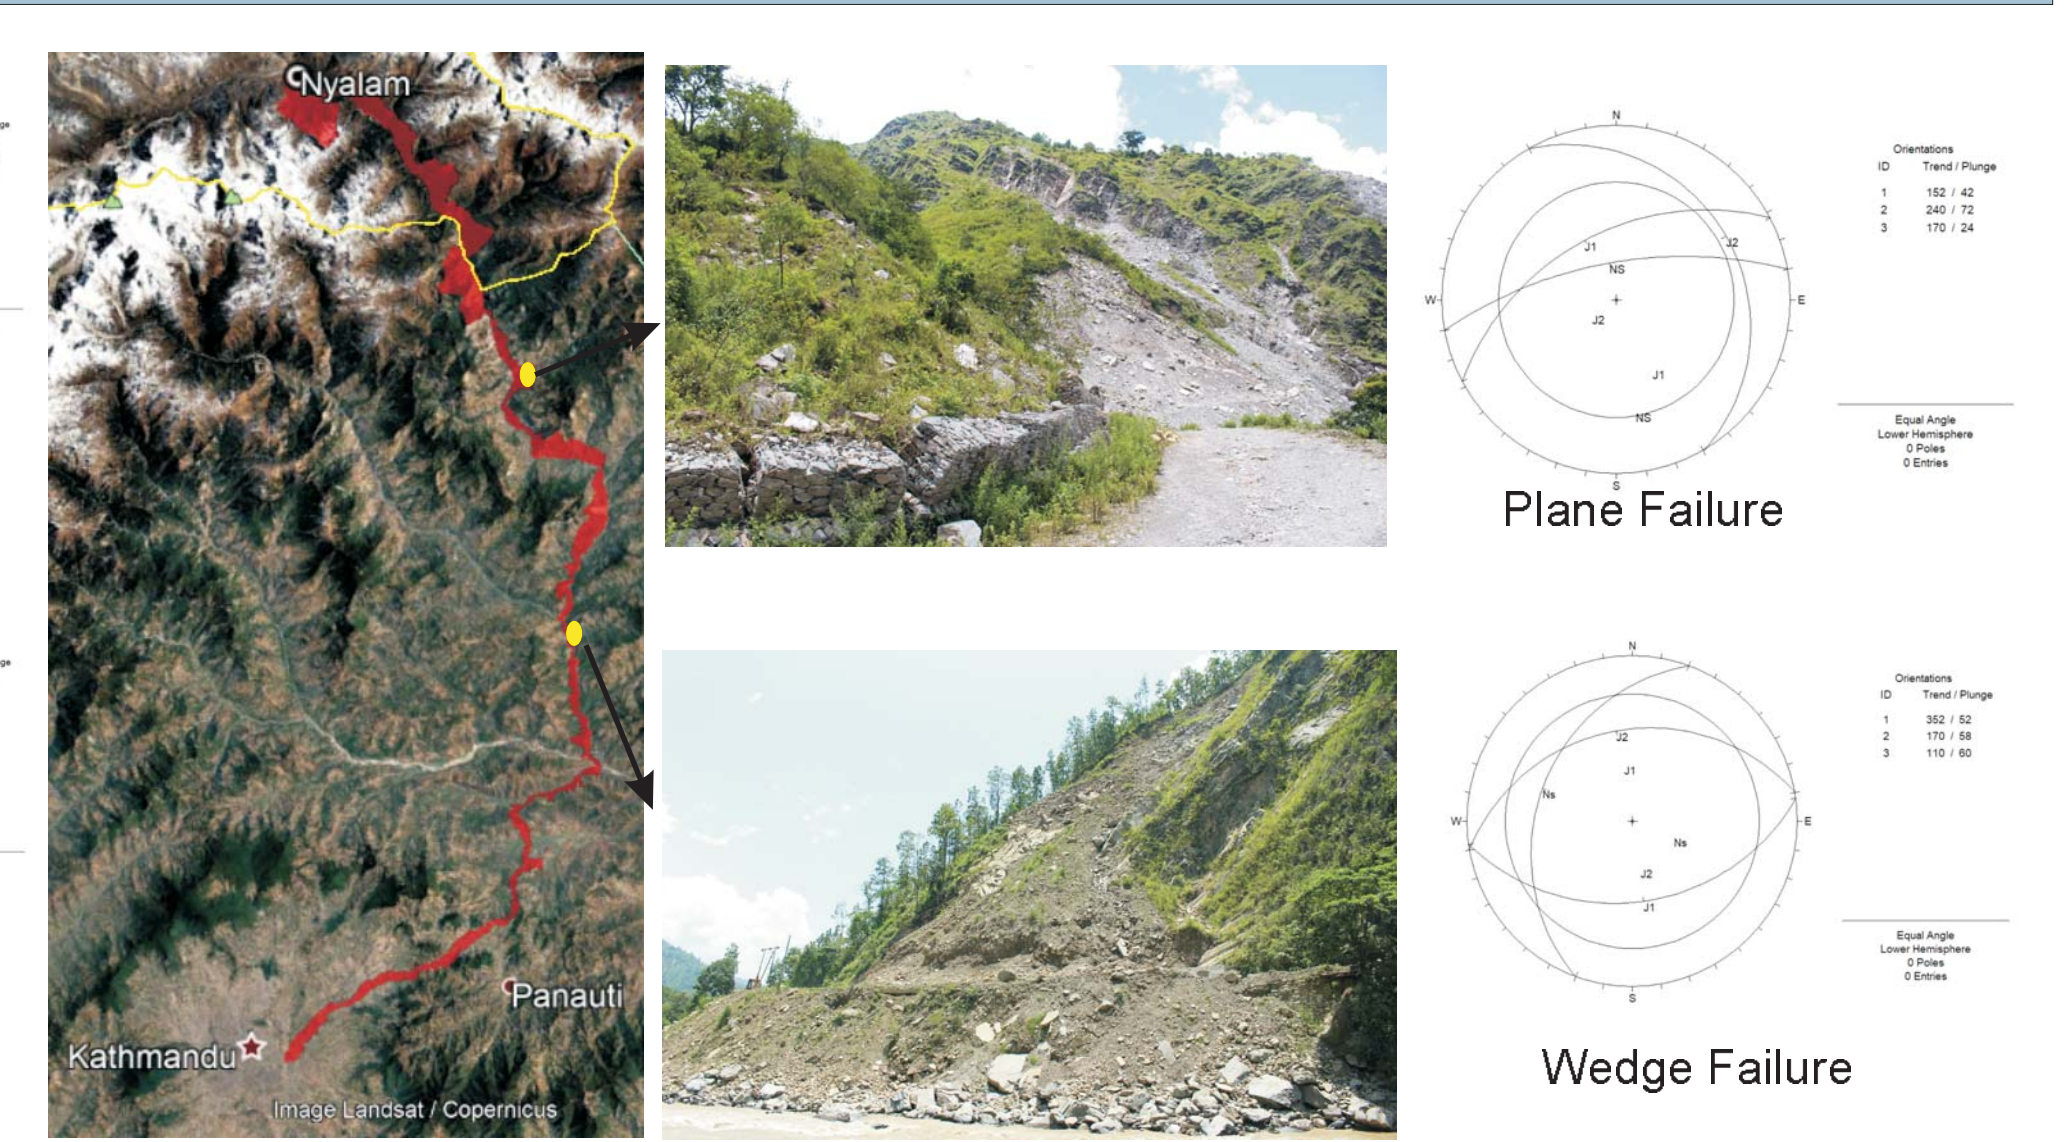 ge
ge
Nyalam
Panauti
Kathmandu
Image Landsat / Copernicus
N
J1
J2
NS
W
E
J2
J1
NS
S
Orientations
ID Trend / Plunge
1 152 / 42
2 240 / 72
3 170 / 24
Equal Angle
Lower Hemisphere
0 Poles
0 Entries
Plane Failure
N
J2
J1
Ns
W
E
Ns
J2
J1
S
Orientations
ID Trend / Plunge
1 352 / 52
2 170 / 58
3 110 / 60
Equal Angle
Lower Hemisphere
0 Poles
0 Entries
Wedge Failure